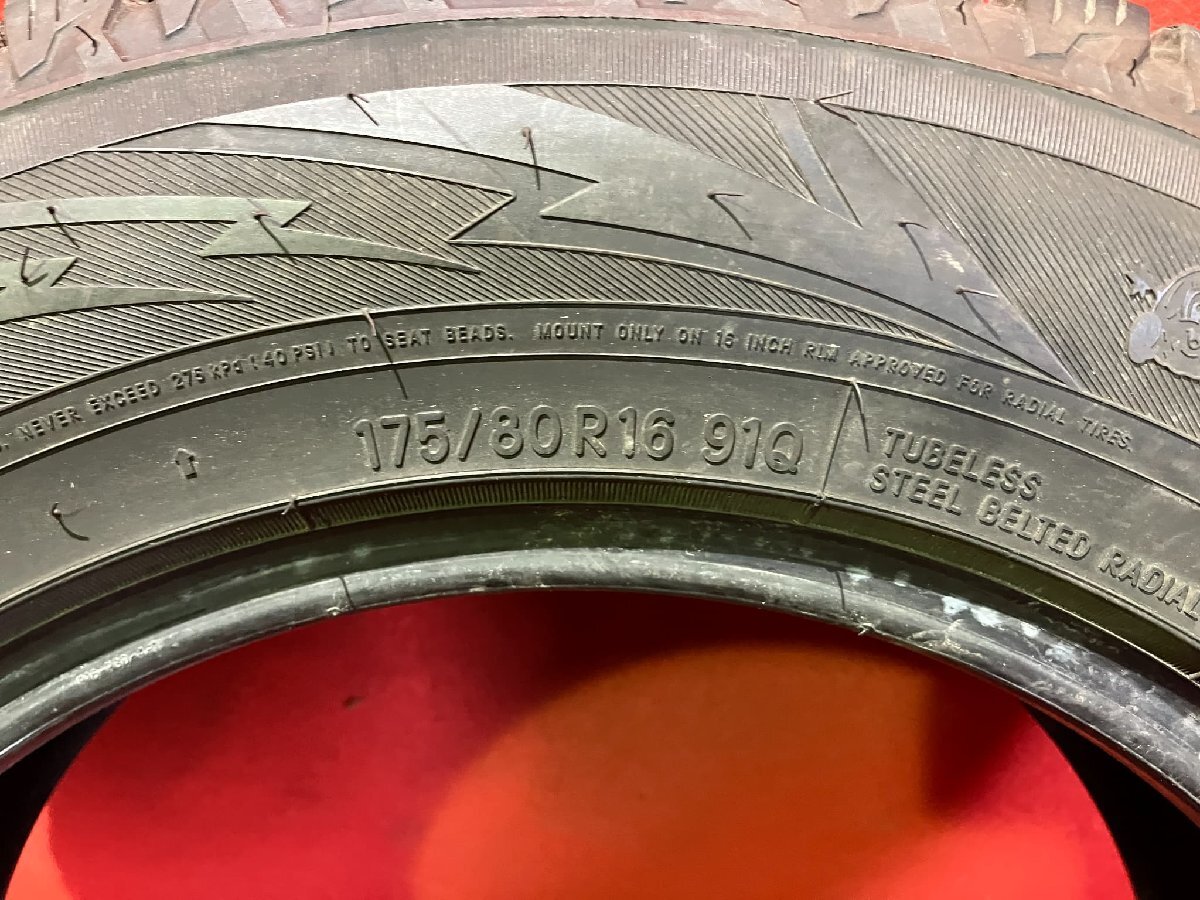 NEVER EXCEED 275 kPa (40 PSI) TO SEAT BEADS. MOUNT ONLY ON 16 INCH RIM APPROVED FOR RADIAL TIRES.
175/80R16 91Q
TUBELESS
STEEL BELTED RADIAL